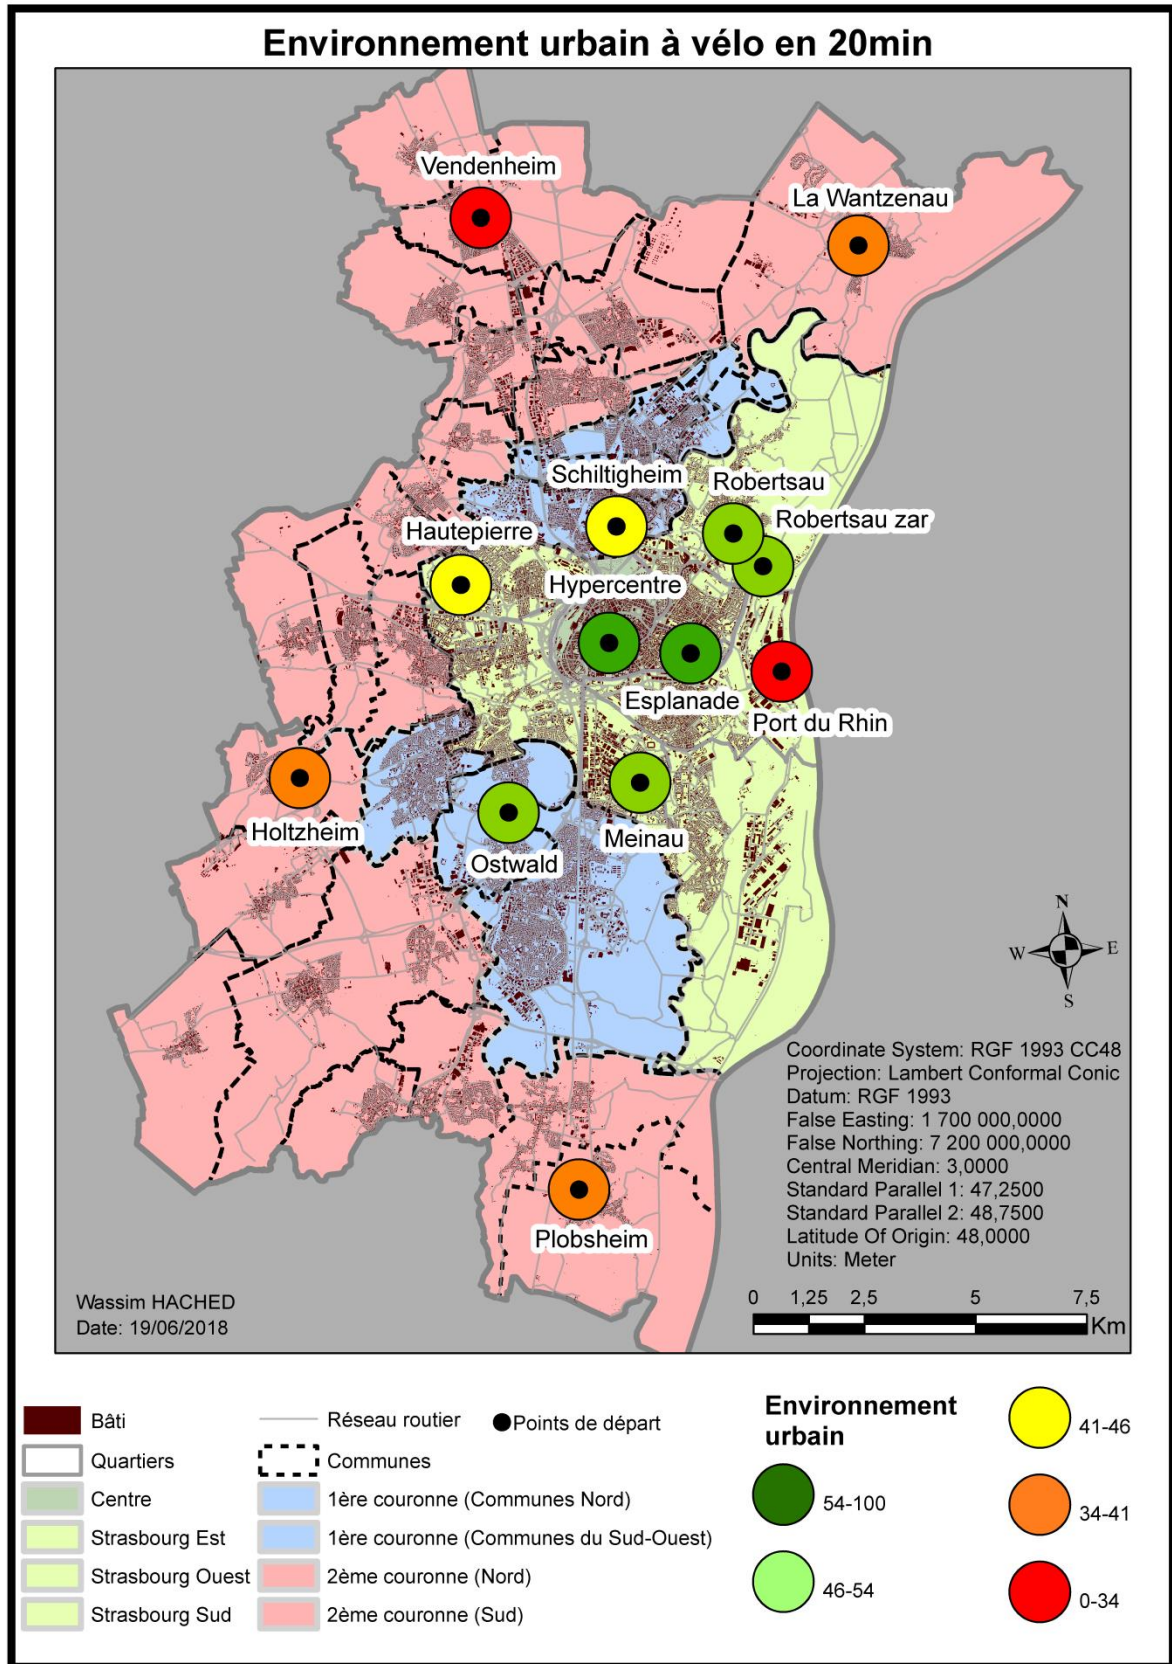 Environnement urbain à vélo en 20min
Vendenheim
La Wantzenau
Schiltigheim
Robertsau
Robertsau zar
Hautepierre
Hypercentre
Esplanade
Port du Rhin
Holtzheim
Ostwald
Meinau
Plobsheim
N
W
E
S
Coordinate System: RGF 1993 CC48
Projection: Lambert Conformal Conic
Datum: RGF 1993
False Easting: 1 700 000,0000
False Northing: 7 200 000,0000
Central Meridian: 3,0000
Standard Parallel 1: 47,2500
Standard Parallel 2: 48,7500
Latitude Of Origin: 48,0000
Units: Meter
0 1,25 2,5 5 7,5
Km
Wassim HACHED
Date: 19/06/2018
Bâti
Quartiers
Centre
Strasbourg Est
Strasbourg Ouest
Strasbourg Sud
Réseau routier
Communes
1ère couronne (Communes Nord)
1ère couronne (Communes du Sud-Ouest)
2ème couronne (Nord)
2ème couronne (Sud)
Points de départ
Environnement
urbain
54-100
46-54
41-46
34-41
0-34